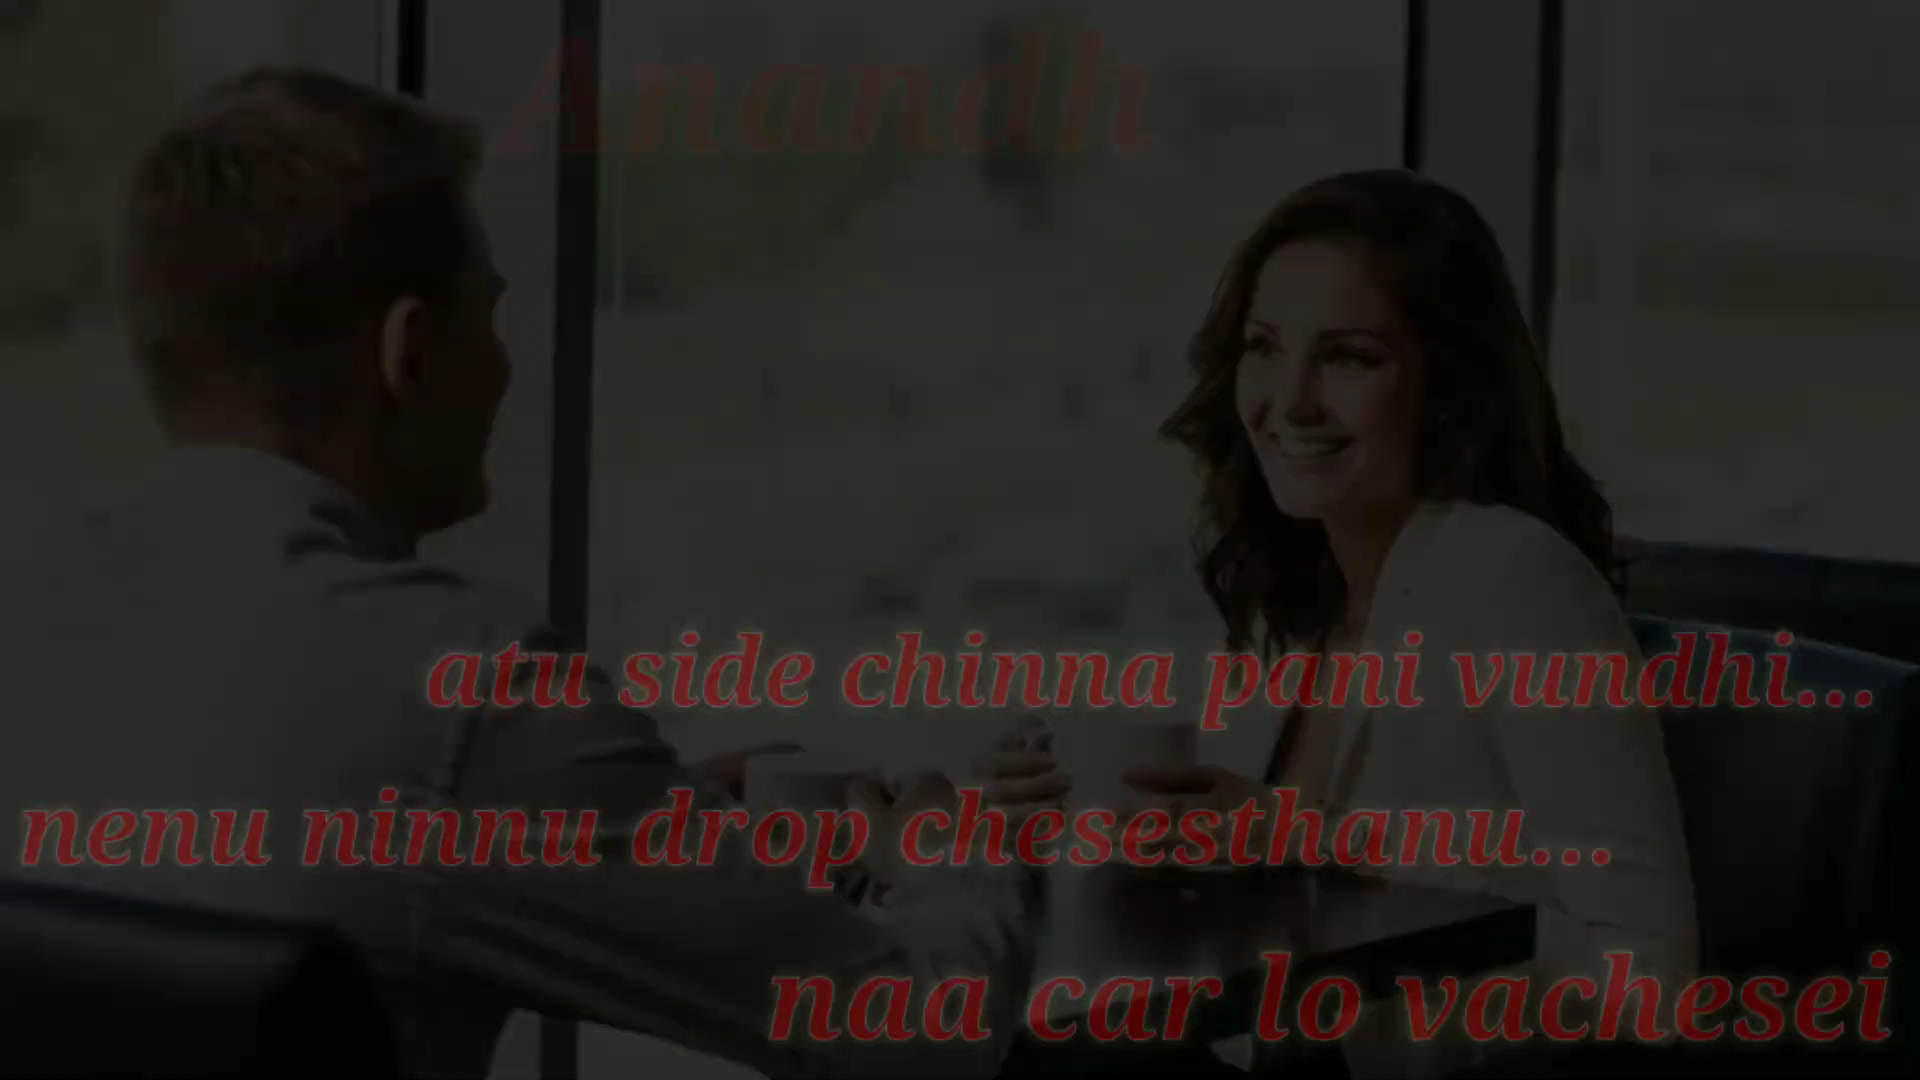 Anandh
atu side chinna pani vundhi...
nenu ninnu drop chesesthanu...
naa car lo vachesei